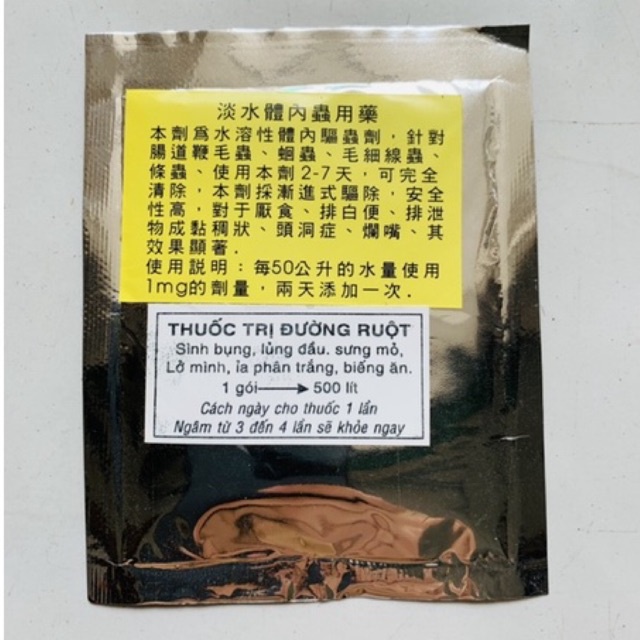 淡水體內蟲用藥
本劑為水溶性體內驅蟲劑，針對
腸道鞭毛蟲、蛔蟲、毛細線蟲、
條蟲、使用本劑2-7天，可完全
清除，本劑採漸進式驅除，安全
性高，對于厭食、排白便、排泄
物成黏稠狀、頭洞症、爛嘴、其
效果顯著.
使用説明：每50公升的水量使用
1mg的劑量，兩天添加一次.
THUỐC TRỊ ĐƯỜNG RUỘT
Sình bụng, lủng đầu. sưng mỏ,
Lở mình, ỉa phân trắng, biếng ăn.
1 gói→500 lít
Cách ngày cho thuốc 1 lần
Ngâm từ 3 đến 4 lần sẽ khỏe ngay